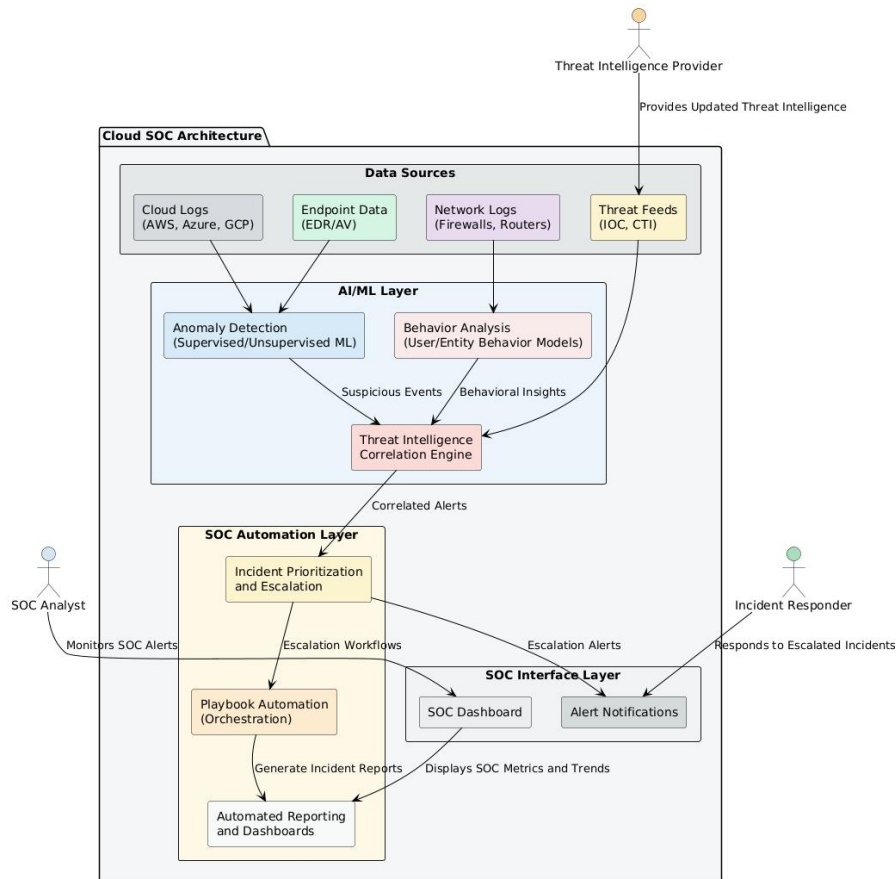 Threat Intelligence Provider
Provides Updated Threat Intelligence
Cloud SOC Architecture
Data Sources
Cloud Logs
(AWS, Azure, GCP)
Endpoint Data
(EDR/AV)
Network Logs
(Firewalls, Routers)
Threat Feeds
(IOC, CTI)
AI/ML Layer
Anomaly Detection
(Supervised/Unsupervised ML)
Behavior Analysis
(User/Entity Behavior Models)
Suspicious Events
Behavioral Insights
Threat Intelligence
Correlation Engine
Correlated Alerts
SOC Automation Layer
Incident Prioritization
and Escalation
SOC Analyst
Incident Responder
Monitors SOC Alerts
Escalation Workflows
Escalation Alerts
Responds to Escalated Incidents
SOC Interface Layer
Playbook Automation
(Orchestration)
SOC Dashboard
Alert Notifications
Generate Incident Reports
Displays SOC Metrics and Trends
Automated Reporting
and Dashboards